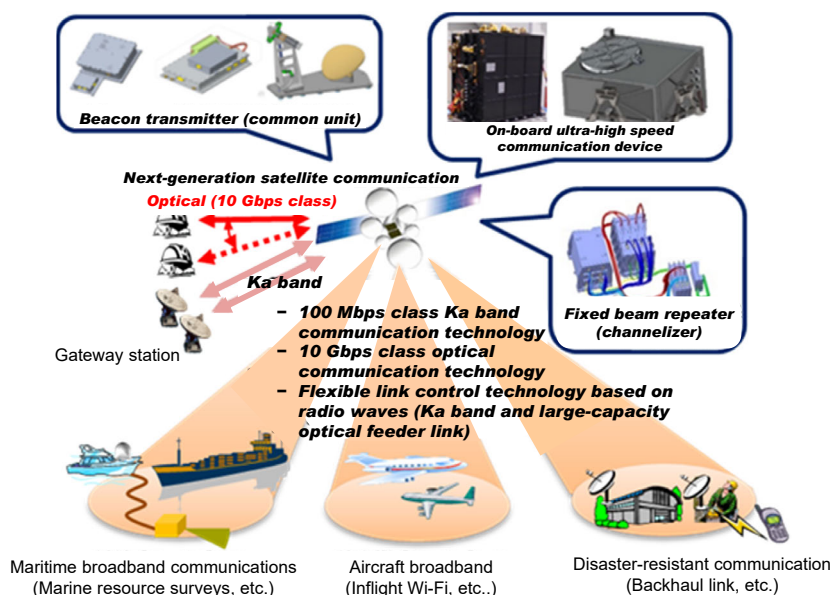 Beacon transmitter (common unit)
On-board ultra-high speed
communication device
Next-generation satellite communication
Optical (10 Gbps class)
Ka band
Fixed beam repeater
(channelizer)
Gateway station
– 100 Mbps class Ka band
communication technology
– 10 Gbps class optical
communication technology
– Flexible link control technology based on
radio waves (Ka band and large-capacity
optical feeder link)
Maritime broadband communications
(Marine resource surveys, etc.)
Aircraft broadband
(Inflight Wi-Fi, etc..)
Disaster-resistant communication
(Backhaul link, etc.)